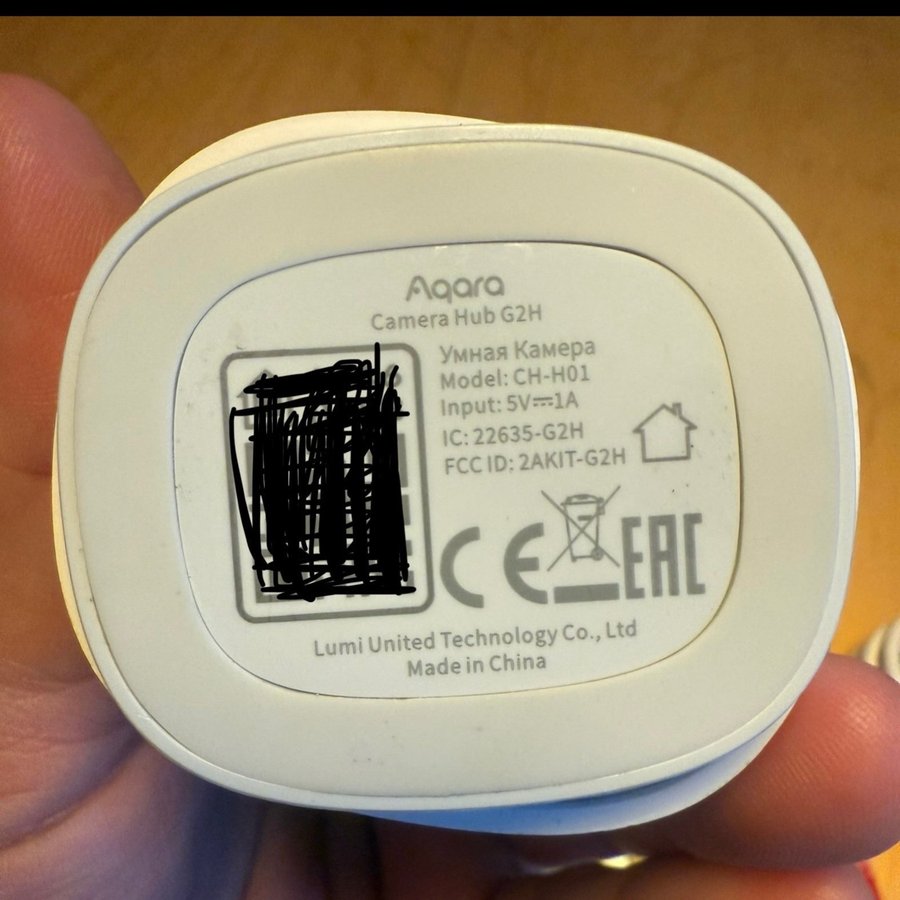 Aqara
Camera Hub G2H
Умная Камера
Model: CH-H01
Input: 5V⎓1A
IC: 22635-G2H
FCC ID: 2AKIT-G2H
CE EAC
Lumi United Technology Co., Ltd
Made in China